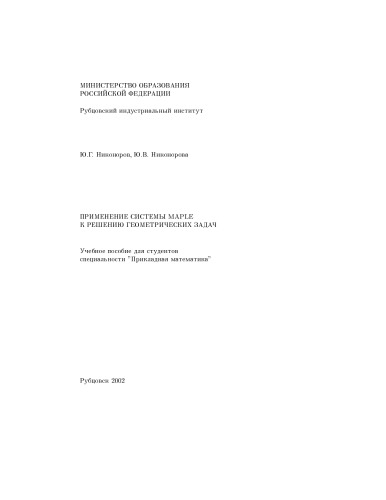 МИНИСТЕРСТВО ОБРАЗОВАНИЯ
РОССИЙСКОЙ ФЕДЕРАЦИИ
Рубцовский индустриальный институт
Ю.Г. Никоноров, Ю.В. Никонорова
ПРИМЕНЕНИЕ СИСТЕМЫ MAPLE
К РЕШЕНИЮ ГЕОМЕТРИЧЕСКИХ ЗАДАЧ
Учебное пособие для студентов
специальности "Прикладная математика"
Рубцовск 2002